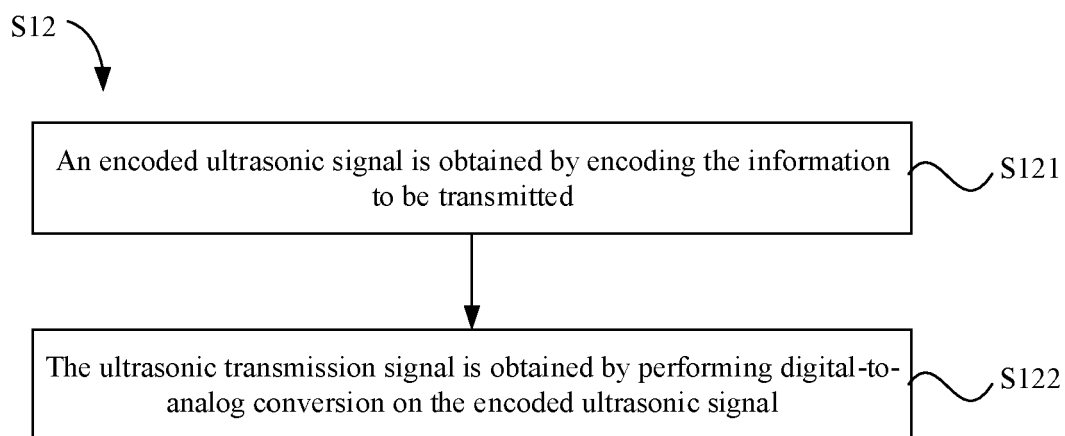 S12
An encoded ultrasonic signal is obtained by encoding the information
to be transmitted
S121
The ultrasonic transmission signal is obtained by performing digital-to-
analog conversion on the encoded ultrasonic signal
S122